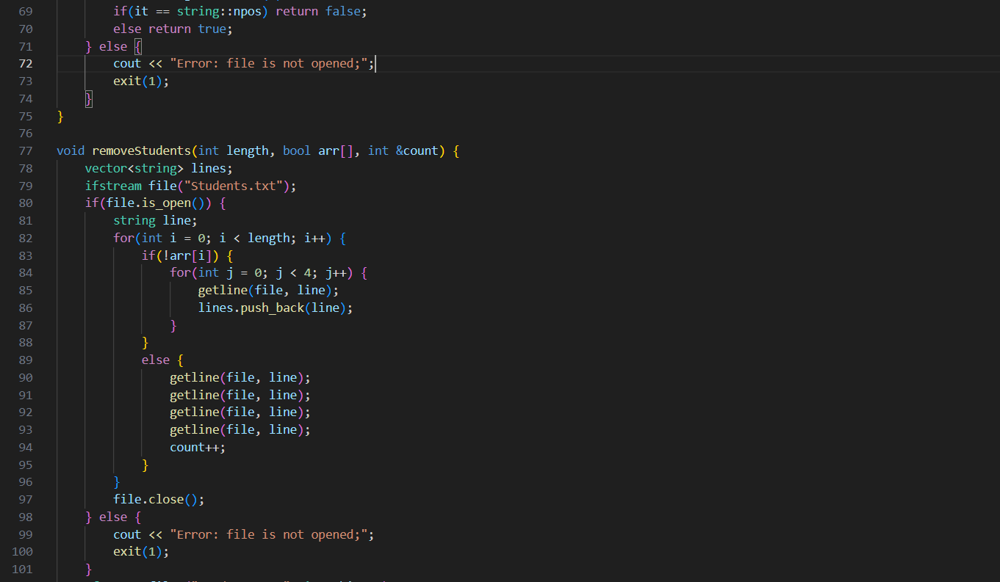 69 if(it == string::npos) return false;
70 else return true;
71 } else {
72 cout << "Error: file is not opened;";
73 exit(1);
74 }
75 }
76
77 void removeStudents(int length, bool arr[], int &count) {
78 vector<string> lines;
79 ifstream file("Students.txt");
80 if(file.is_open()) {
81 string line;
82 for(int i = 0; i < length; i++) {
83 if(!arr[i]) {
84 for(int j = 0; j < 4; j++) {
85 getline(file, line);
86 lines.push_back(line);
87 }
88 }
89 else {
90 getline(file, line);
91 getline(file, line);
92 getline(file, line);
93 getline(file, line);
94 count++;
95 }
96 }
97 file.close();
98 } else {
99 cout << "Error: file is not opened;";
100 exit(1);
101 }